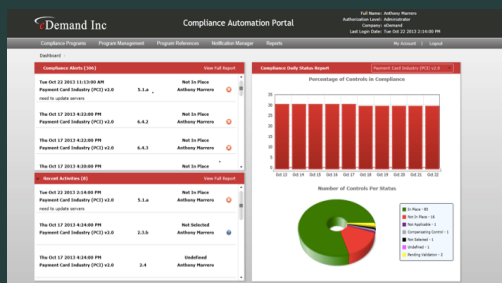 eDemand Inc
Compliance Automation Portal
Full Name: Anthony Marrero
Authorization Level: Administrator
Company: eDemand
Last Login Date: Tue Oct 22 2013 2:14:00 PM
Compliance Programs Program Management Program References Notification Manager Reports My Account | Logout
Dashboard
Compliance Alerts (306) View Full Report
Tue Oct 22 2013 11:13:00 AM Not In Place
Payment Card Industry (PCI) v2.0 5.1.a Anthony Marrero
need to update servers
Thu Oct 17 2013 4:22:00 PM Not In Place
Payment Card Industry (PCI) v2.0 6.4.2 Anthony Marrero
Thu Oct 17 2013 4:22:00 PM Not In Place
Payment Card Industry (PCI) v2.0 6.4.3 Anthony Marrero
Thu Oct 17 2013 4:20:00 PM Not In Place
Recent Activities (8) View Full Report
Tue Oct 22 2013 2:14:00 PM Not In Place
Payment Card Industry (PCI) v2.0 5.1.a Anthony Marrero
need to update servers
Thu Oct 17 2013 4:24:00 PM Not Selected
Payment Card Industry (PCI) v2.0 2.3.b Anthony Marrero
Thu Oct 17 2013 4:24:00 PM Undefined
Payment Card Industry (PCI) v2.0 2.4 Anthony Marrero
Compliance Daily Status Report Payment Card Industry (PCI) v2.0
Percentage of Controls in Compliance
35
30
25
20
15
10
5
0
Oct 13 Oct 14 Oct 15 Oct 16 Oct 17 Oct 18 Oct 19 Oct 20 Oct 21 Oct 22
Number of Controls Per Status
Not Applicable - 1
Compensating Control - 1
Not Selected - 1
Undefined - 1
Pending Validation - 2